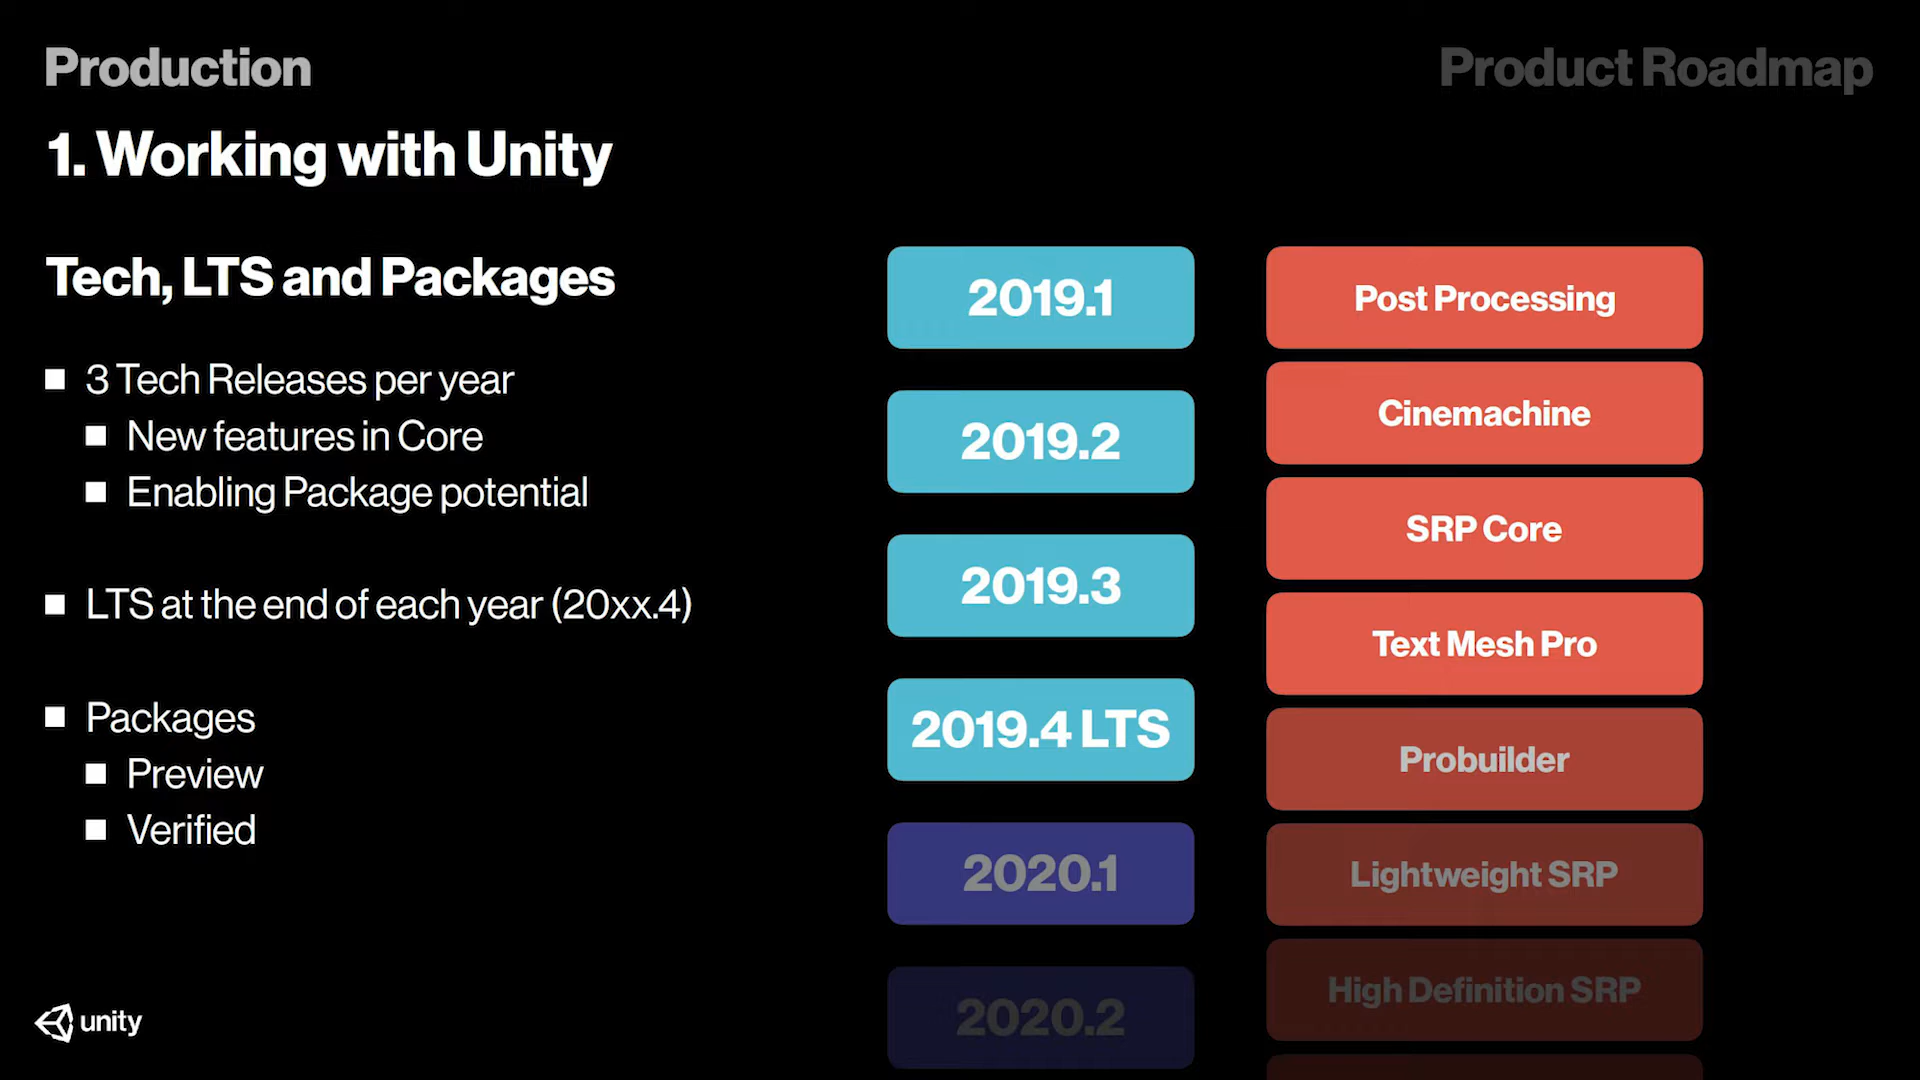 Production
Product Roadmap
1. Working with Unity
Tech, LTS and Packages
3 Tech Releases per year
New features in Core
Enabling Package potential
LTS at the end of each year (20xx.4)
Packages
Preview
Verified
2019.1
2019.2
2019.3
2019.4 LTS
2020.1
2020.2
Post Processing
Cinemachine
SRP Core
Text Mesh Pro
Probuilder
Lightweight SRP
High Definition SRP
unity